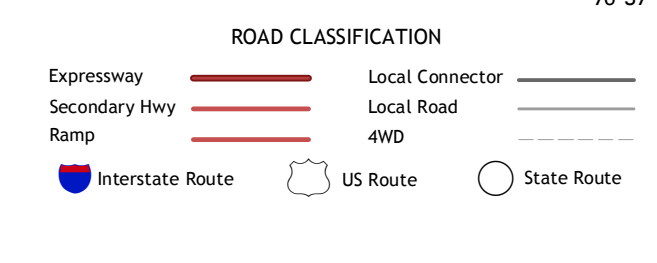 ROAD CLASSIFICATION
Expressway
Local Connector
Secondary Hwy
Local Road
Ramp
4WD
Interstate Route
US Route
State Route